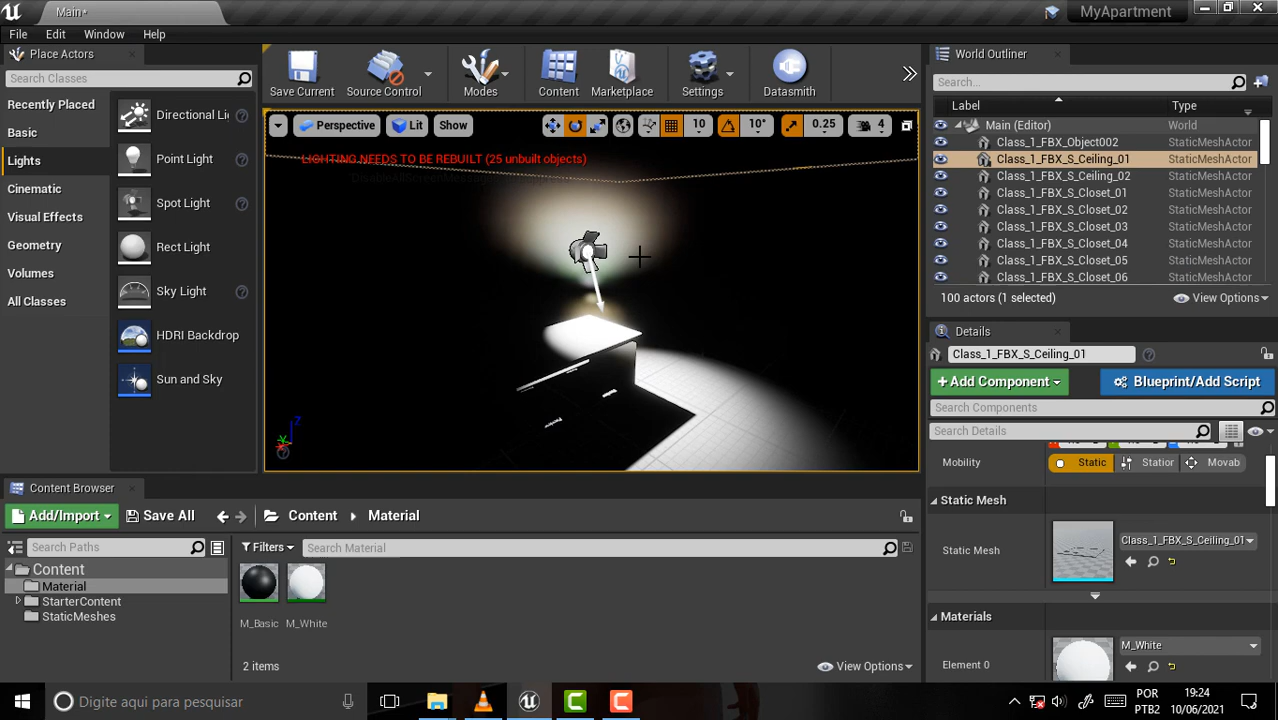 Main*
MyApartment
File Edit Window Help
Place Actors
Search Classes
Recently Placed
Basic
Lights
Cinematic
Visual Effects
Geometry
Volumes
All Classes
Directional Li
Point Light
Spot Light
Rect Light
Sky Light
HDRI Backdrop
Sun and Sky
Save Current
Source Control
Modes
Content
Marketplace
Settings
Datasmith
Perspective Lit Show 10 10° 0.25 4
LIGHTING NEEDS TO BE REBUILT (25 unbuilt objects)
World Outliner
Search...
Label Type
Main (Editor) World
Class_1_FBX_Object002 StaticMeshActor
Class_1_FBX_S_Ceiling_01 StaticMeshActor
Class_1_FBX_S_Ceiling_02 StaticMeshActor
Class_1_FBX_S_Closet_01 StaticMeshActor
Class_1_FBX_S_Closet_02 StaticMeshActor
Class_1_FBX_S_Closet_03 StaticMeshActor
Class_1_FBX_S_Closet_04 StaticMeshActor
Class_1_FBX_S_Closet_05 StaticMeshActor
Class_1_FBX_S_Closet_06 StaticMeshActor
100 actors (1 selected) View Options
Details
Class_1_FBX_S_Ceiling_01
Add Component Blueprint/Add Script
Search Components
Search Details
Mobility Static Station Movab
Static Mesh
Static Mesh Class_1_FBX_S_Ceiling_01
Materials
Element 0 M_White
Content Browser
Add/Import Save All Content Material
Search Paths
Filters Search Material
Content
Material
StarterContent
StaticMeshes
M_Basic M_White
2 items View Options
Digite aqui para pesquisar
POR
PTB2
19:24
10/06/2021